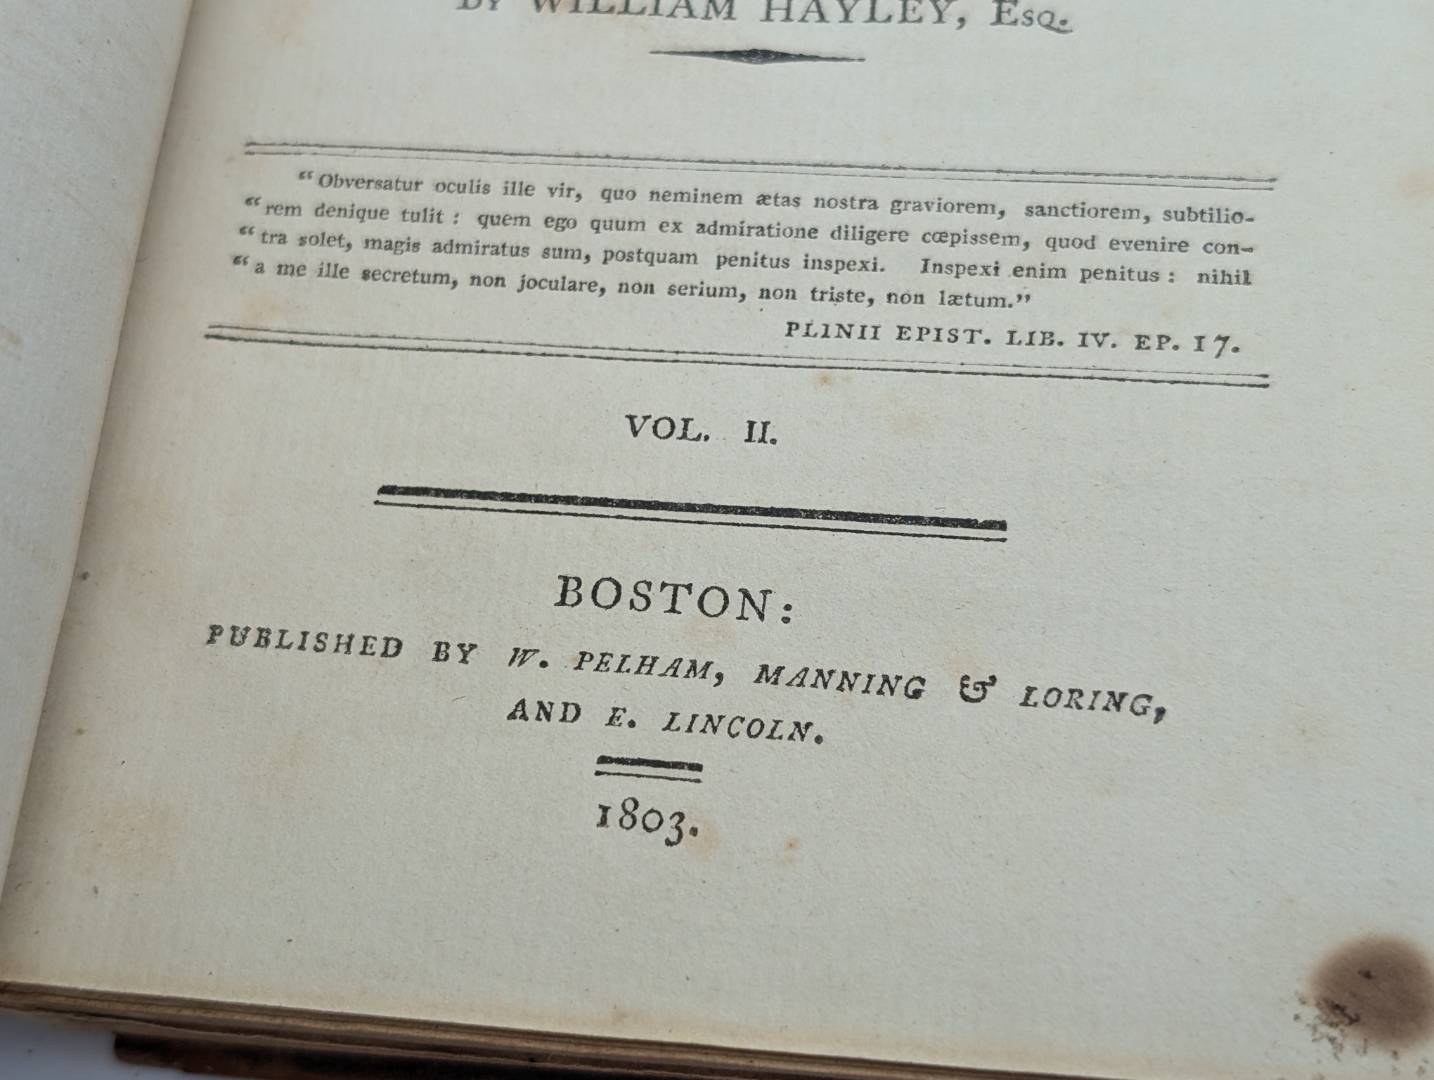 BY WILLIAM HAYLEY, Esq.
“Obversatur oculis ille vir, quo neminem ætas nostra graviorem, sanctiorem, subtilio-
“rem denique tulit : quem ego quum ex admiratione diligere cœpissem, quod evenire con-
“tra solet, magis admiratus sum, postquam penitus inspexi. Inspexi enim penitus : nihil
“a me ille secretum, non joculare, non serium, non triste, non lætum.”
PLINII EPIST. LIB. IV. EP. 17.
VOL. II.
BOSTON:
PUBLISHED BY W. PELHAM, MANNING & LORING,
AND E. LINCOLN.
1803.